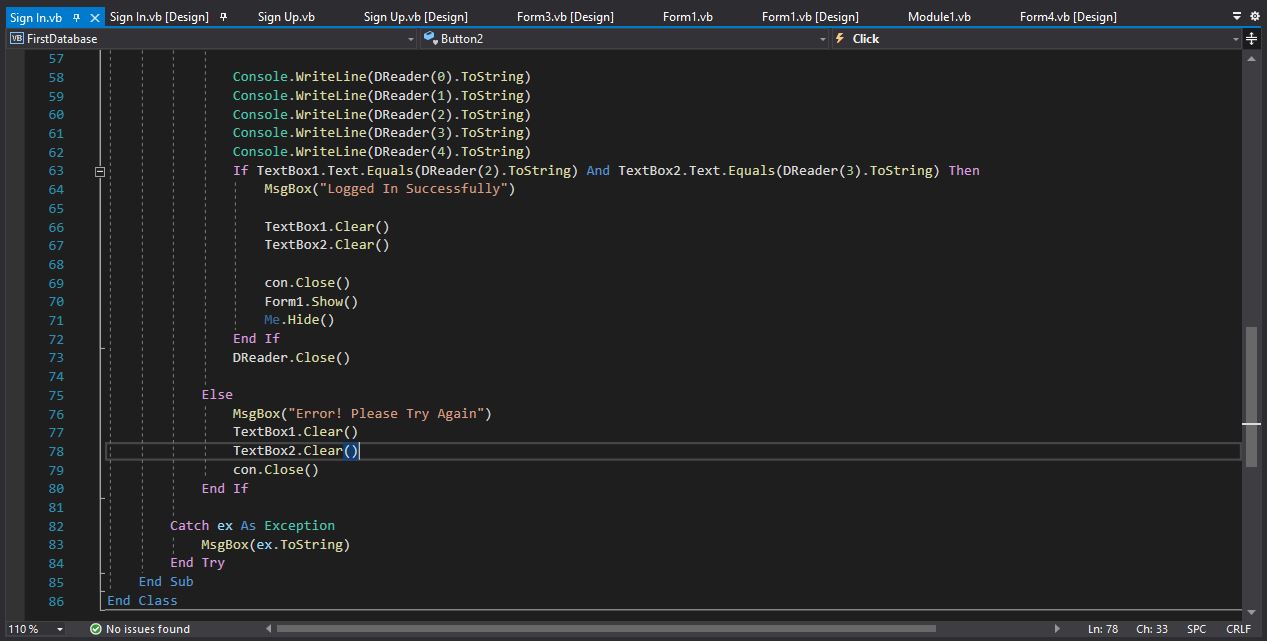 Sign In.vb Sign In.vb [Design] Sign Up.vb Sign Up.vb [Design] Form3.vb [Design] Form1.vb Form1.vb [Design] Module1.vb Form4.vb [Design]
VB FirstDatabase Button2 Click
57
58 Console.WriteLine(DReader(0).ToString)
59 Console.WriteLine(DReader(1).ToString)
60 Console.WriteLine(DReader(2).ToString)
61 Console.WriteLine(DReader(3).ToString)
62 Console.WriteLine(DReader(4).ToString)
63 If TextBox1.Text.Equals(DReader(2).ToString) And TextBox2.Text.Equals(DReader(3).ToString) Then
64 MsgBox("Logged In Successfully")
65
66 TextBox1.Clear()
67 TextBox2.Clear()
68
69 con.Close()
70 Form1.Show()
71 Me.Hide()
72 End If
73 DReader.Close()
74
75 Else
76 MsgBox("Error! Please Try Again")
77 TextBox1.Clear()
78 TextBox2.Clear()
79 con.Close()
80 End If
81
82 Catch ex As Exception
83 MsgBox(ex.ToString)
84 End Try
85 End Sub
86 End Class
110 % No issues found Ln: 78 Ch: 33 SPC CRLF